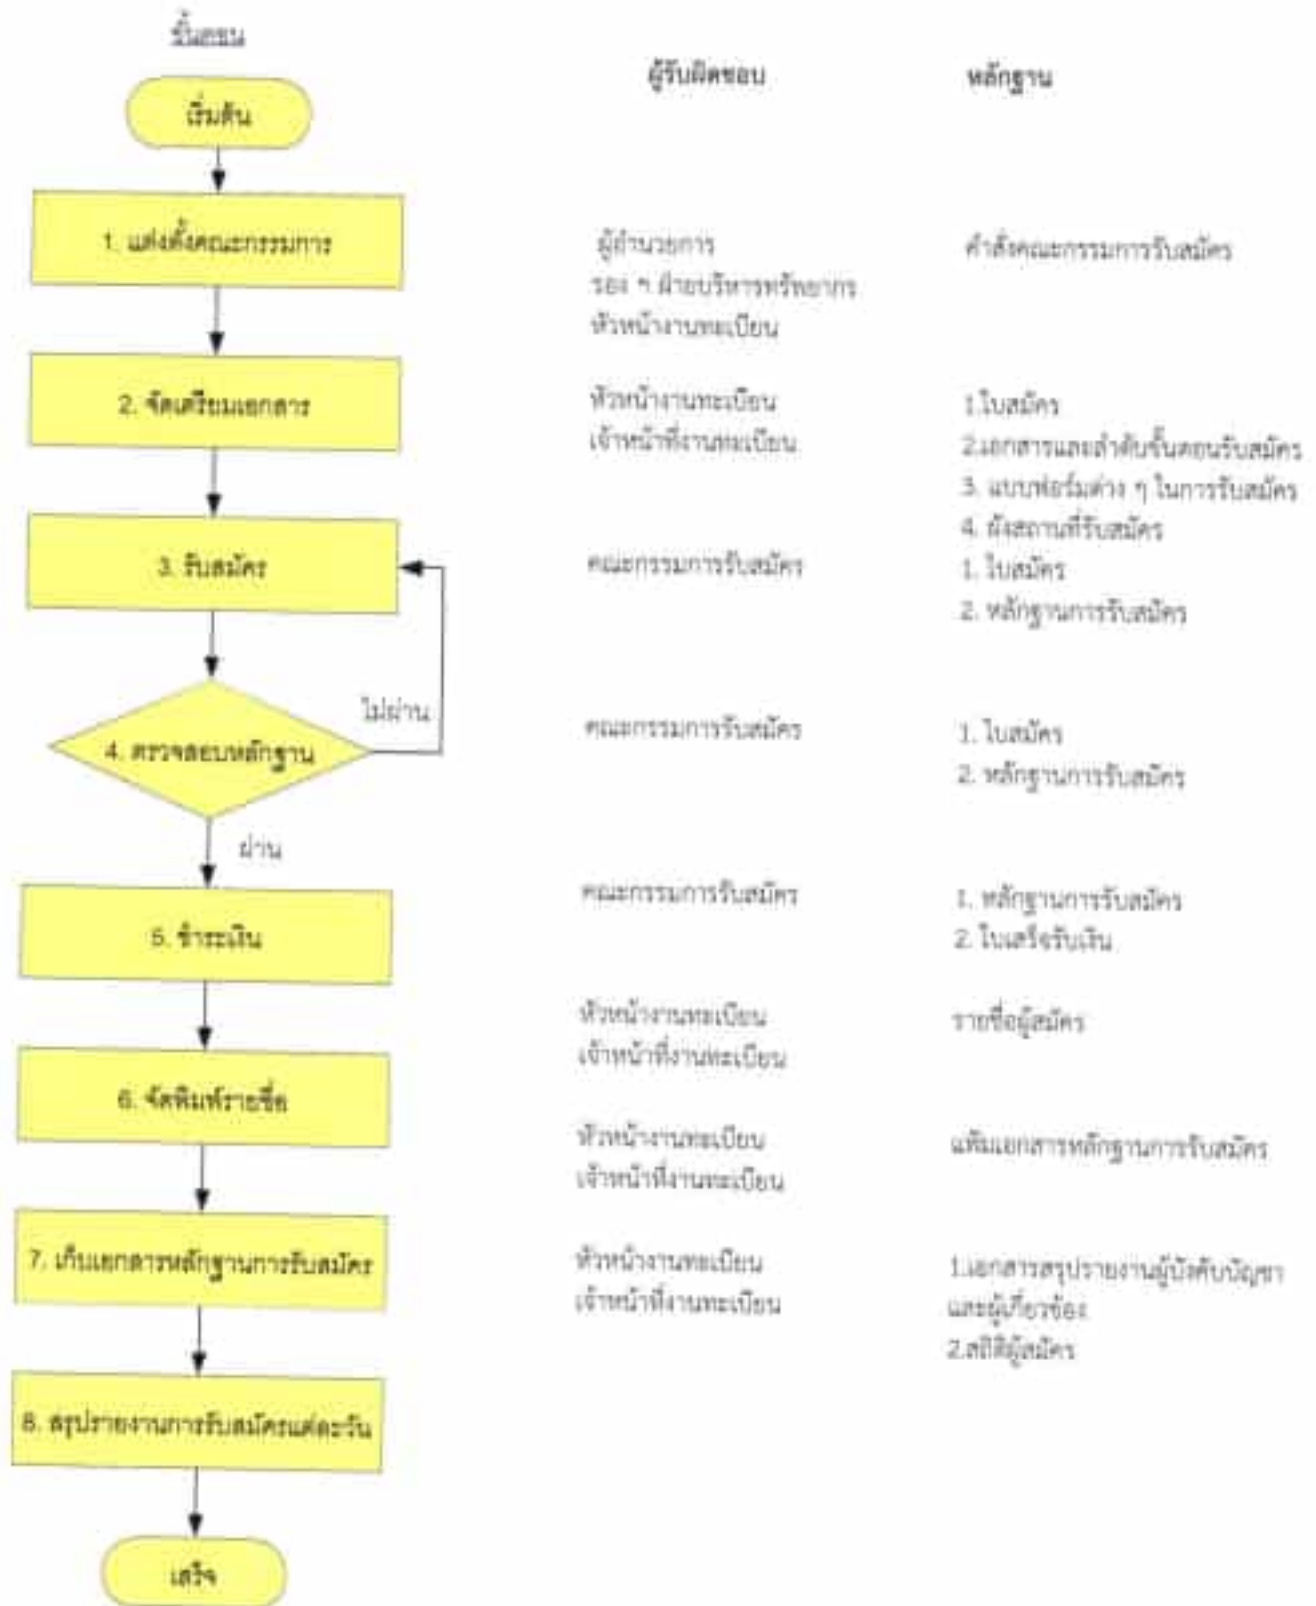 ขั้นตอน
ผู้รับผิดชอบ
หลักฐาน
เริ่มต้น
1. แต่งตั้งคณะกรรมการ
ผู้อำนวยการ
รอง ฯ ฝ่ายบริหารทรัพยากร
หัวหน้างานทะเบียน
คำสั่งคณะกรรมการรับสมัคร
2. จัดเตรียมเอกสาร
หัวหน้างานทะเบียน
เจ้าหน้าที่งานทะเบียน
1.ใบสมัคร
2.เอกสารและลำดับขั้นตอนรับสมัคร
3. แบบฟอร์มต่าง ๆ ในการรับสมัคร
4. ผังสถานที่รับสมัคร
3. รับสมัคร
คณะกรรมการรับสมัคร
1. ใบสมัคร
2. หลักฐานการรับสมัคร
ไม่ผ่าน
4. ตรวจสอบหลักฐาน
คณะกรรมการรับสมัคร
1. ใบสมัคร
2. หลักฐานการรับสมัคร
ผ่าน
5. ชำระเงิน
คณะกรรมการรับสมัคร
1. หลักฐานการรับสมัคร
2. ใบเสร็จรับเงิน
6. จัดพิมพ์รายชื่อ
หัวหน้างานทะเบียน
เจ้าหน้าที่งานทะเบียน
รายชื่อผู้สมัคร
7. เก็บเอกสารหลักฐานการรับสมัคร
หัวหน้างานทะเบียน
เจ้าหน้าที่งานทะเบียน
แฟ้มเอกสารหลักฐานการรับสมัคร
8. สรุปรายงานการรับสมัครแต่ละวัน
หัวหน้างานทะเบียน
เจ้าหน้าที่งานทะเบียน
1.เอกสารสรุปรายงานผู้บังคับบัญชา
และผู้เกี่ยวข้อง
2.สถิติผู้สมัคร
เสร็จ